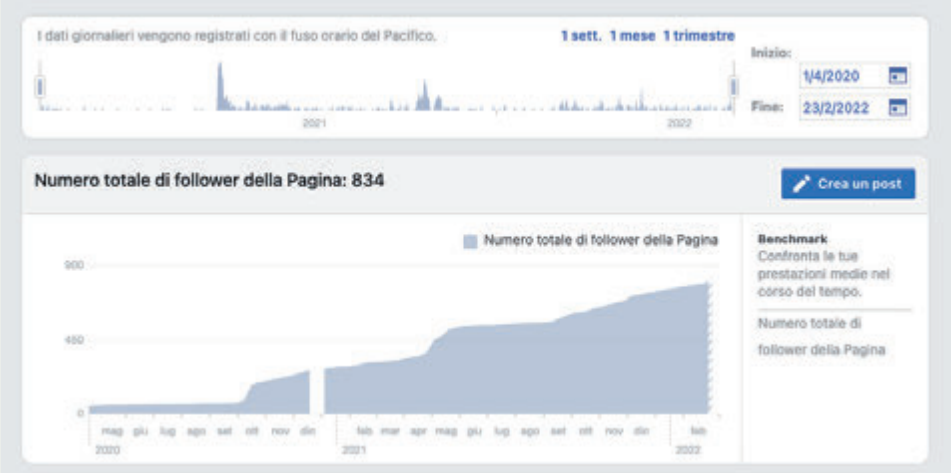 I dati giornalieri vengono registrati con il fuso orario del Pacifico.
1 sett. 1 mese 1 trimestre
Inizio:
1/4/2020
Fine:
23/2/2022
2021
2022
Numero totale di follower della Pagina: 834
Crea un post
Numero totale di follower della Pagina
900
450
0
mag giu lug ago set ott nov dic feb mar apr mag giu lug ago set ott nov dic feb
2020
2021
2022
Benchmark
Confronta le tue
prestazioni medie nel
corso del tempo.
Numero totale di
follower della Pagina